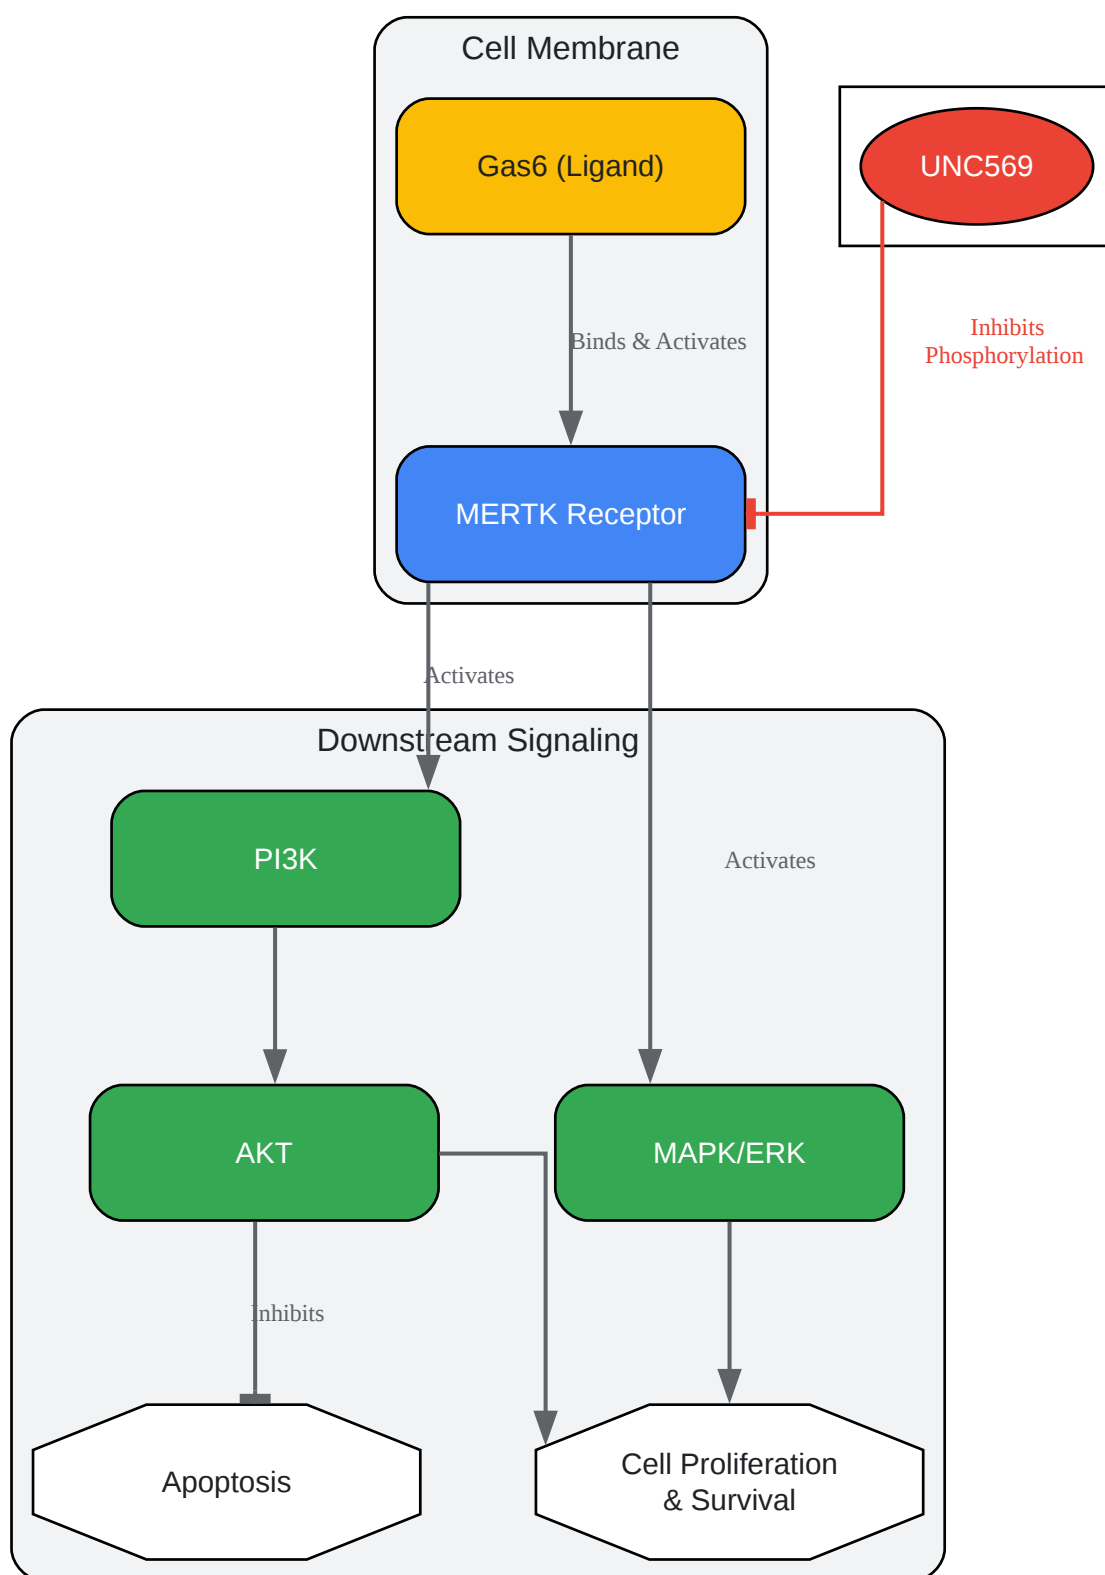 Cell Membrane
Gas6 (Ligand)
UNC569
Binds & Activates
Inhibits
Phosphorylation
MERTK Receptor
Activates
Downstream Signaling
PI3K
Activates
AKT
MAPK/ERK
Inhibits
Apoptosis
Cell Proliferation
& Survival